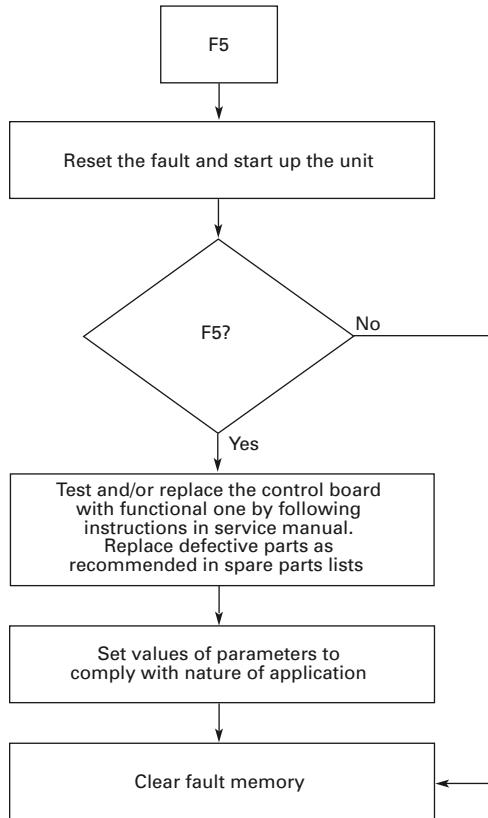 F5
Reset the fault and start up the unit
F5?
No
Yes
Test and/or replace the control board
with functional one by following
instructions in service manual.
Replace defective parts as
recommended in spare parts lists
Set values of parameters to
comply with nature of application
Clear fault memory